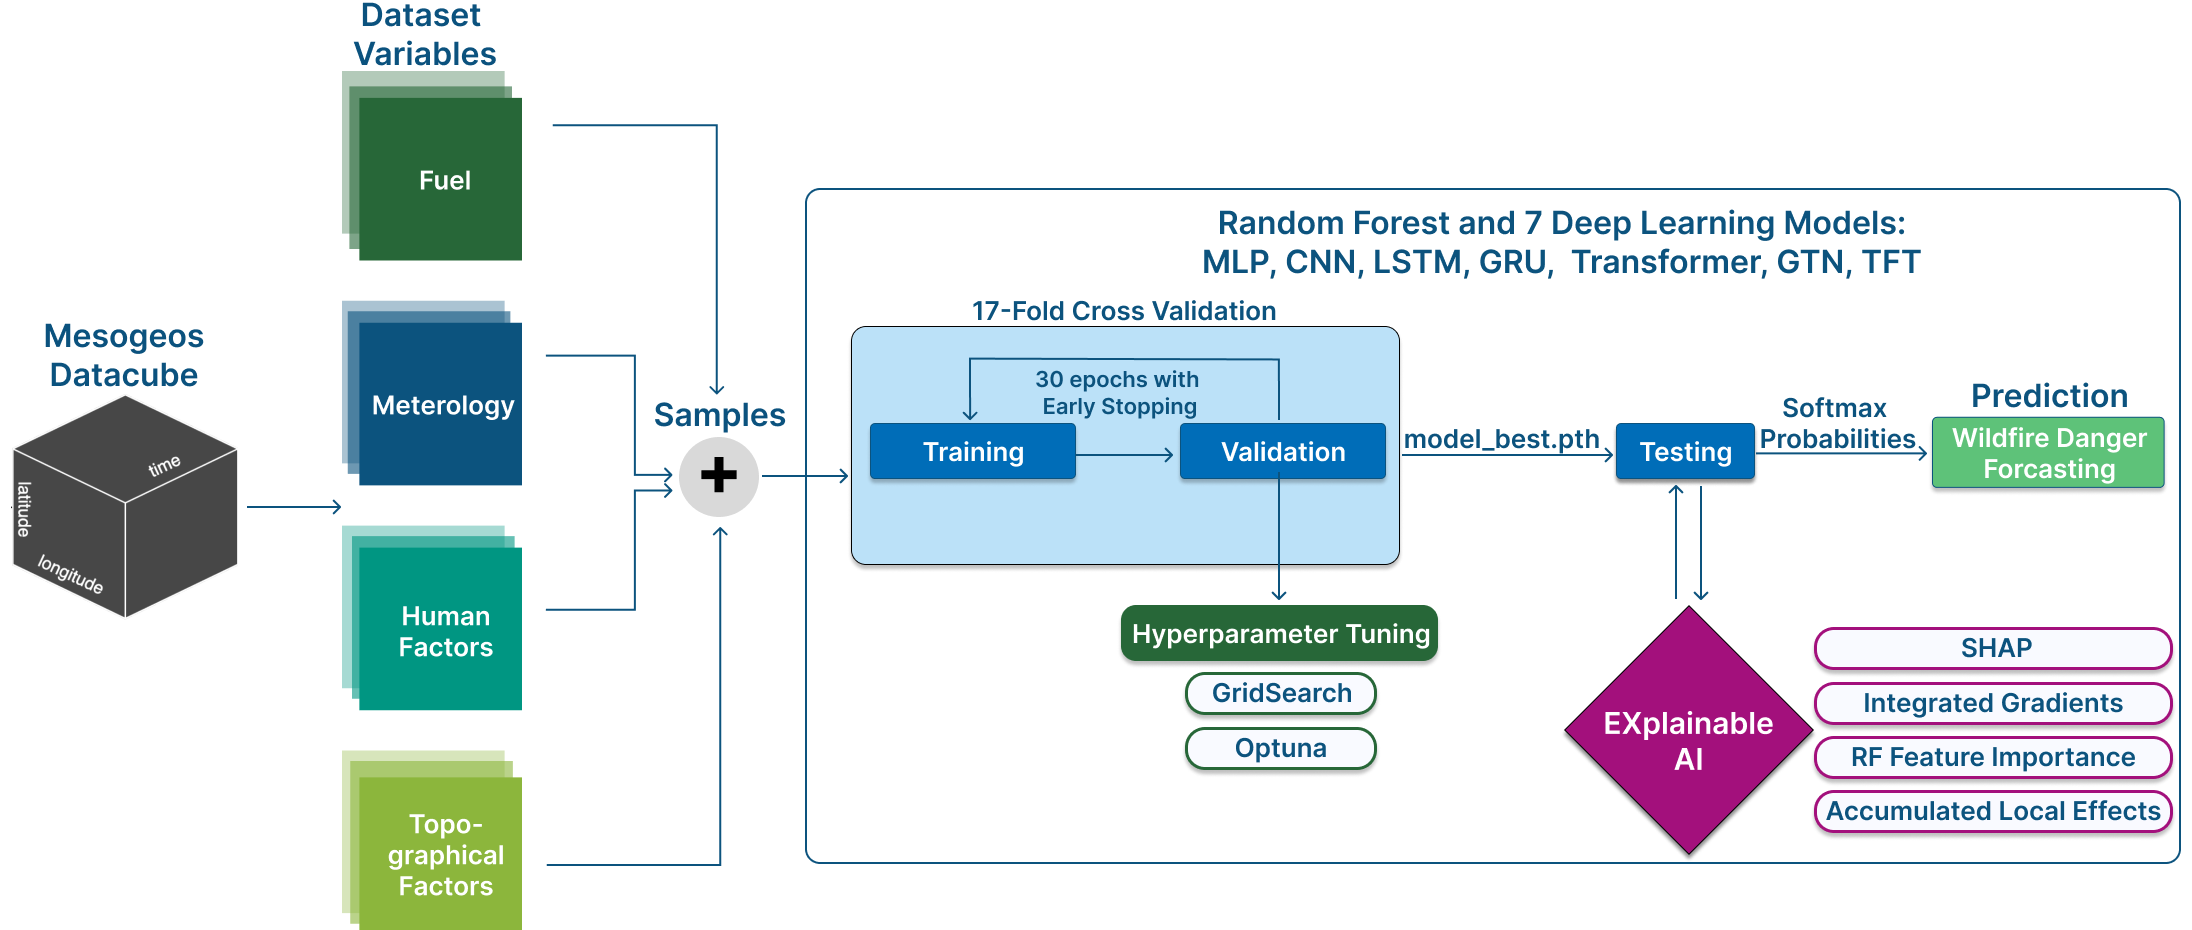 Dataset
Variables
Fuel
Meterology
Human
Factors
Topo-
graphical
Factors
Mesogeos
Datacube
time
latitude
longitude
Samples
+
Random Forest and 7 Deep Learning Models:
MLP, CNN, LSTM, GRU, Transformer, GTN, TFT
17-Fold Cross Validation
30 epochs with
Early Stopping
Training
Validation
model_best.pth
Testing
Softmax
Probabilities
Prediction
Wildfire Danger
Forcasting
Hyperparameter Tuning
GridSearch
Optuna
EXplainable
AI
SHAP
Integrated Gradients
RF Feature Importance
Accumulated Local Effects